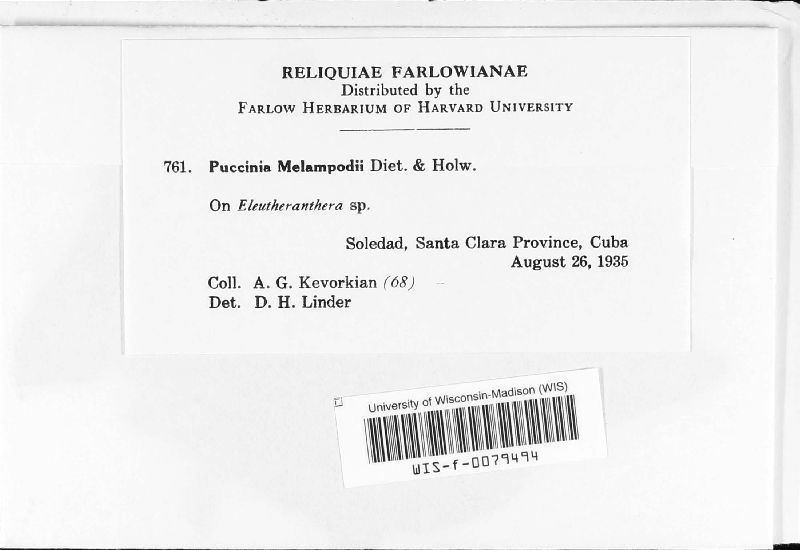 RELIQUIAE FARLOWIANAE
Distributed by the
FARLOW HERBARIUM OF HARVARD UNIVERSITY
761. Puccinia Melampodii Diet. & Holw.
On Eleutheranthera sp.
Soledad, Santa Clara Province, Cuba
August 26, 1935
Coll. A. G. Kevorkian (68)
Det. D. H. Linder
University of Wisconsin-Madison (WIS)
WIS-f-0079494